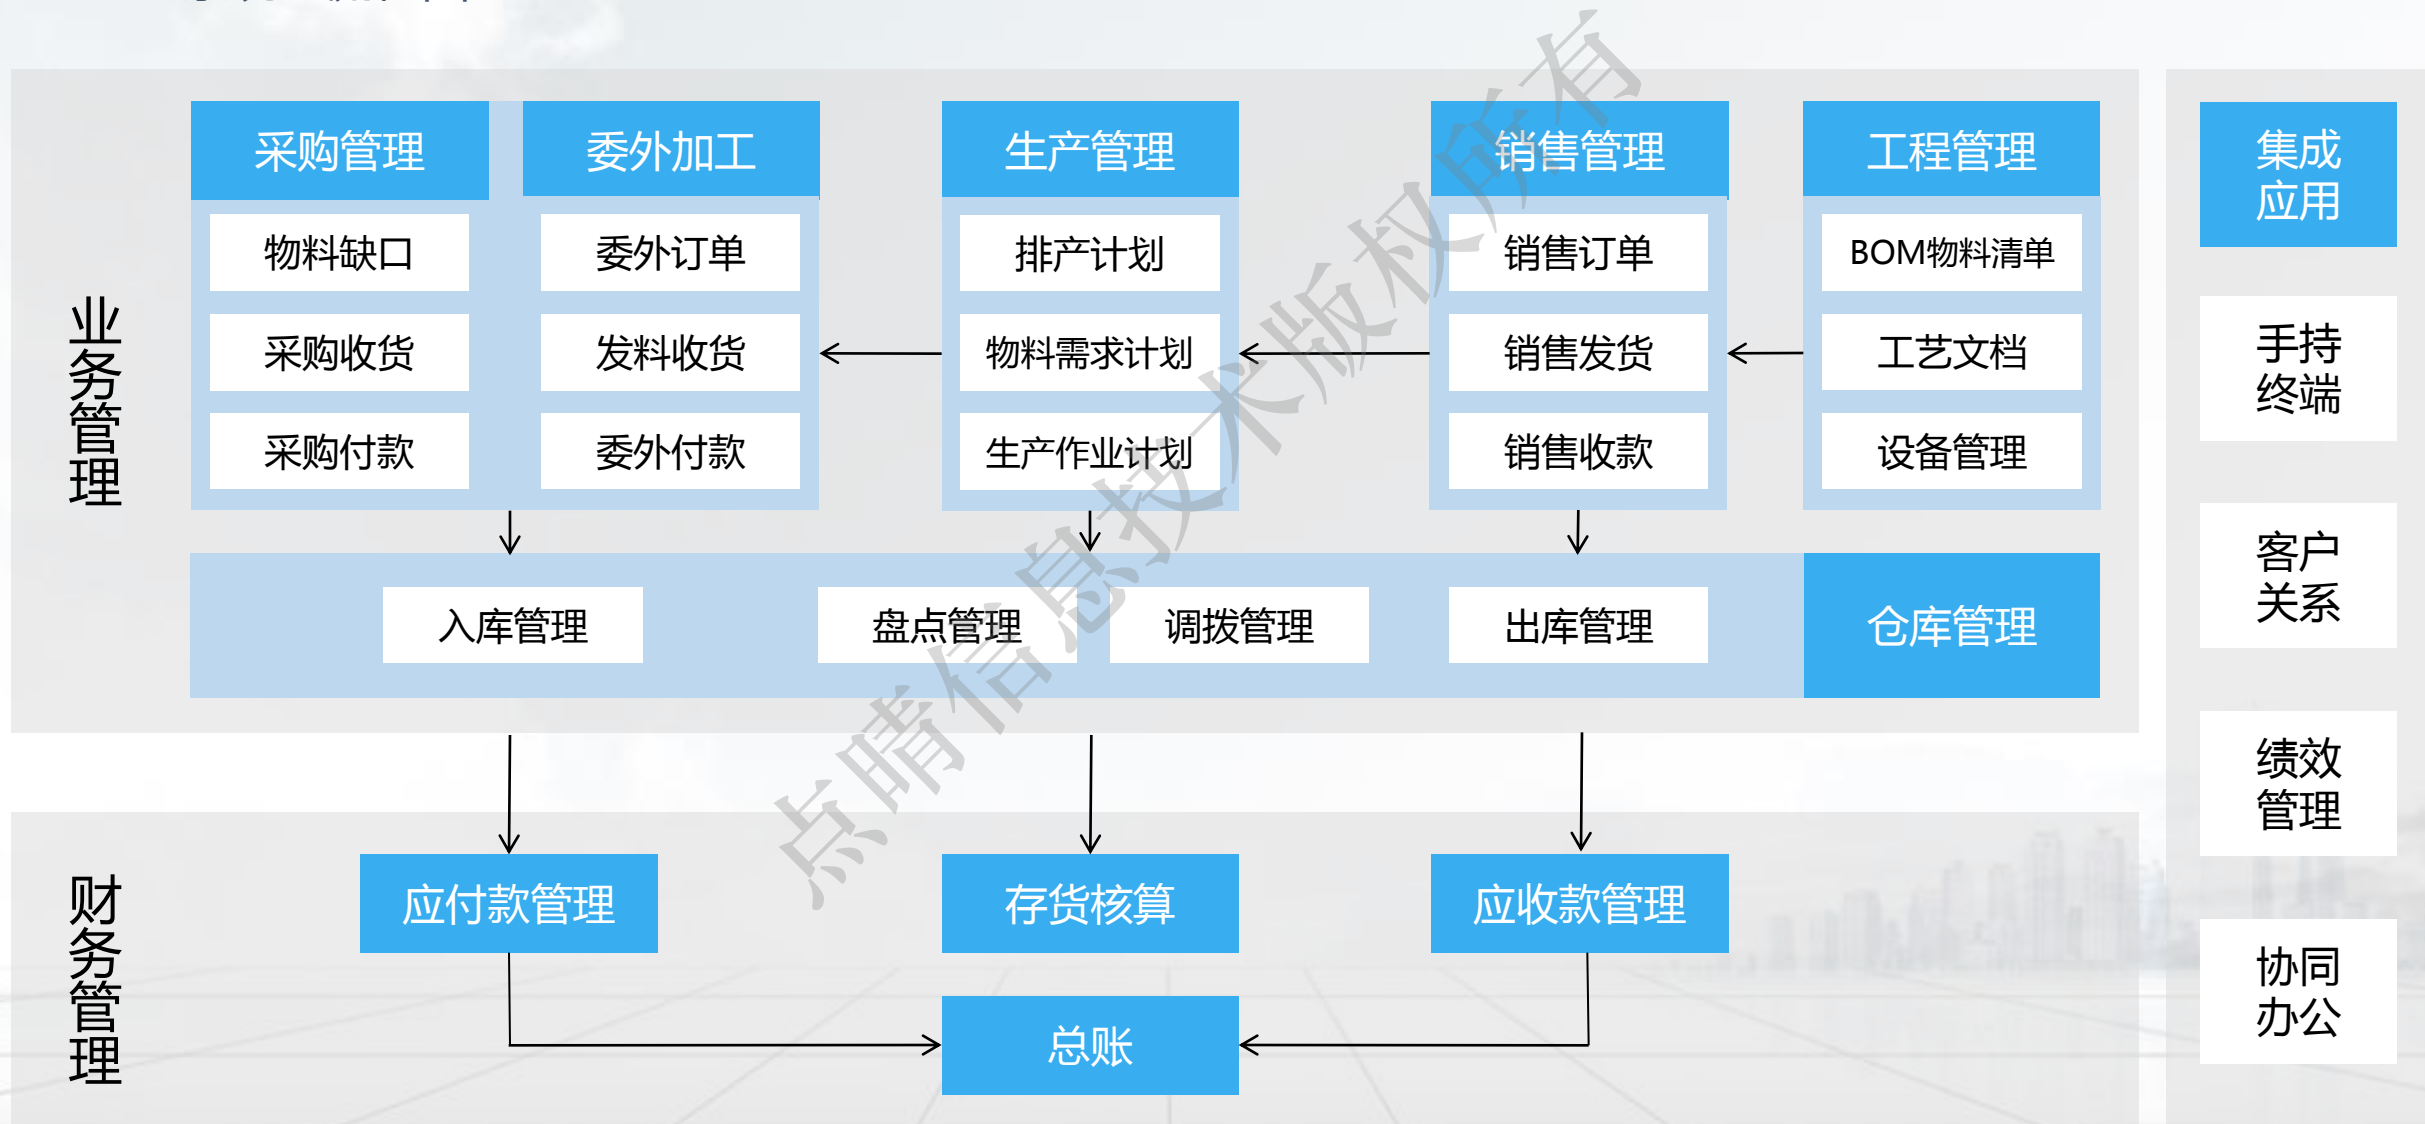 业务管理
采购管理
委外加工
生产管理
销售管理
工程管理
物料缺口
委外订单
排产计划
销售订单
BOM物料清单
采购收货
发料收货
物料需求计划
销售发货
工艺文档
采购付款
委外付款
生产作业计划
销售收款
设备管理
入库管理
盘点管理
调拨管理
出库管理
仓库管理
财务管理
应付款管理
存货核算
应收款管理
总账
集成
应用
手持
终端
客户
关系
绩效
管理
协同
办公
点晴信息技术版权所有